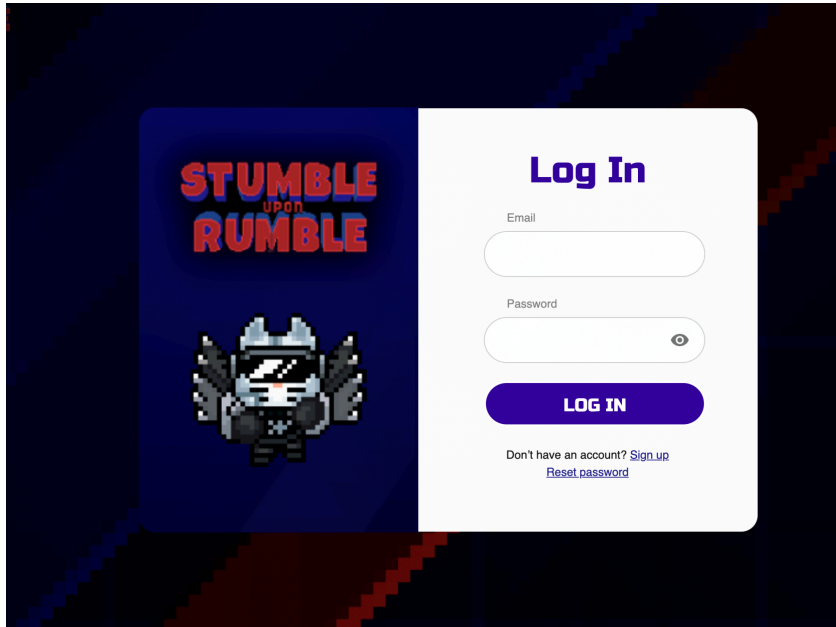 STUMBLE
UPON
RUMBLE
Log In
Email
Password
LOG IN
Don't have an account? Sign up
Reset password